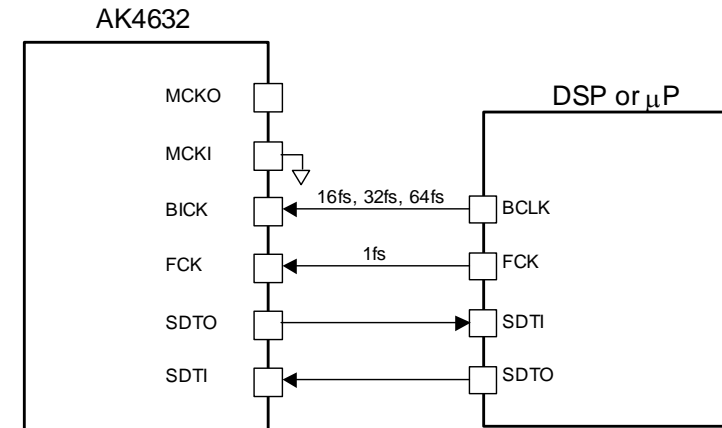 AK4632
DSP or μP
MCKO
MCKI
BICK
16fs, 32fs, 64fs
BCLK
FCK
1fs
FCK
SDTO
SDTI
SDTI
SDTO